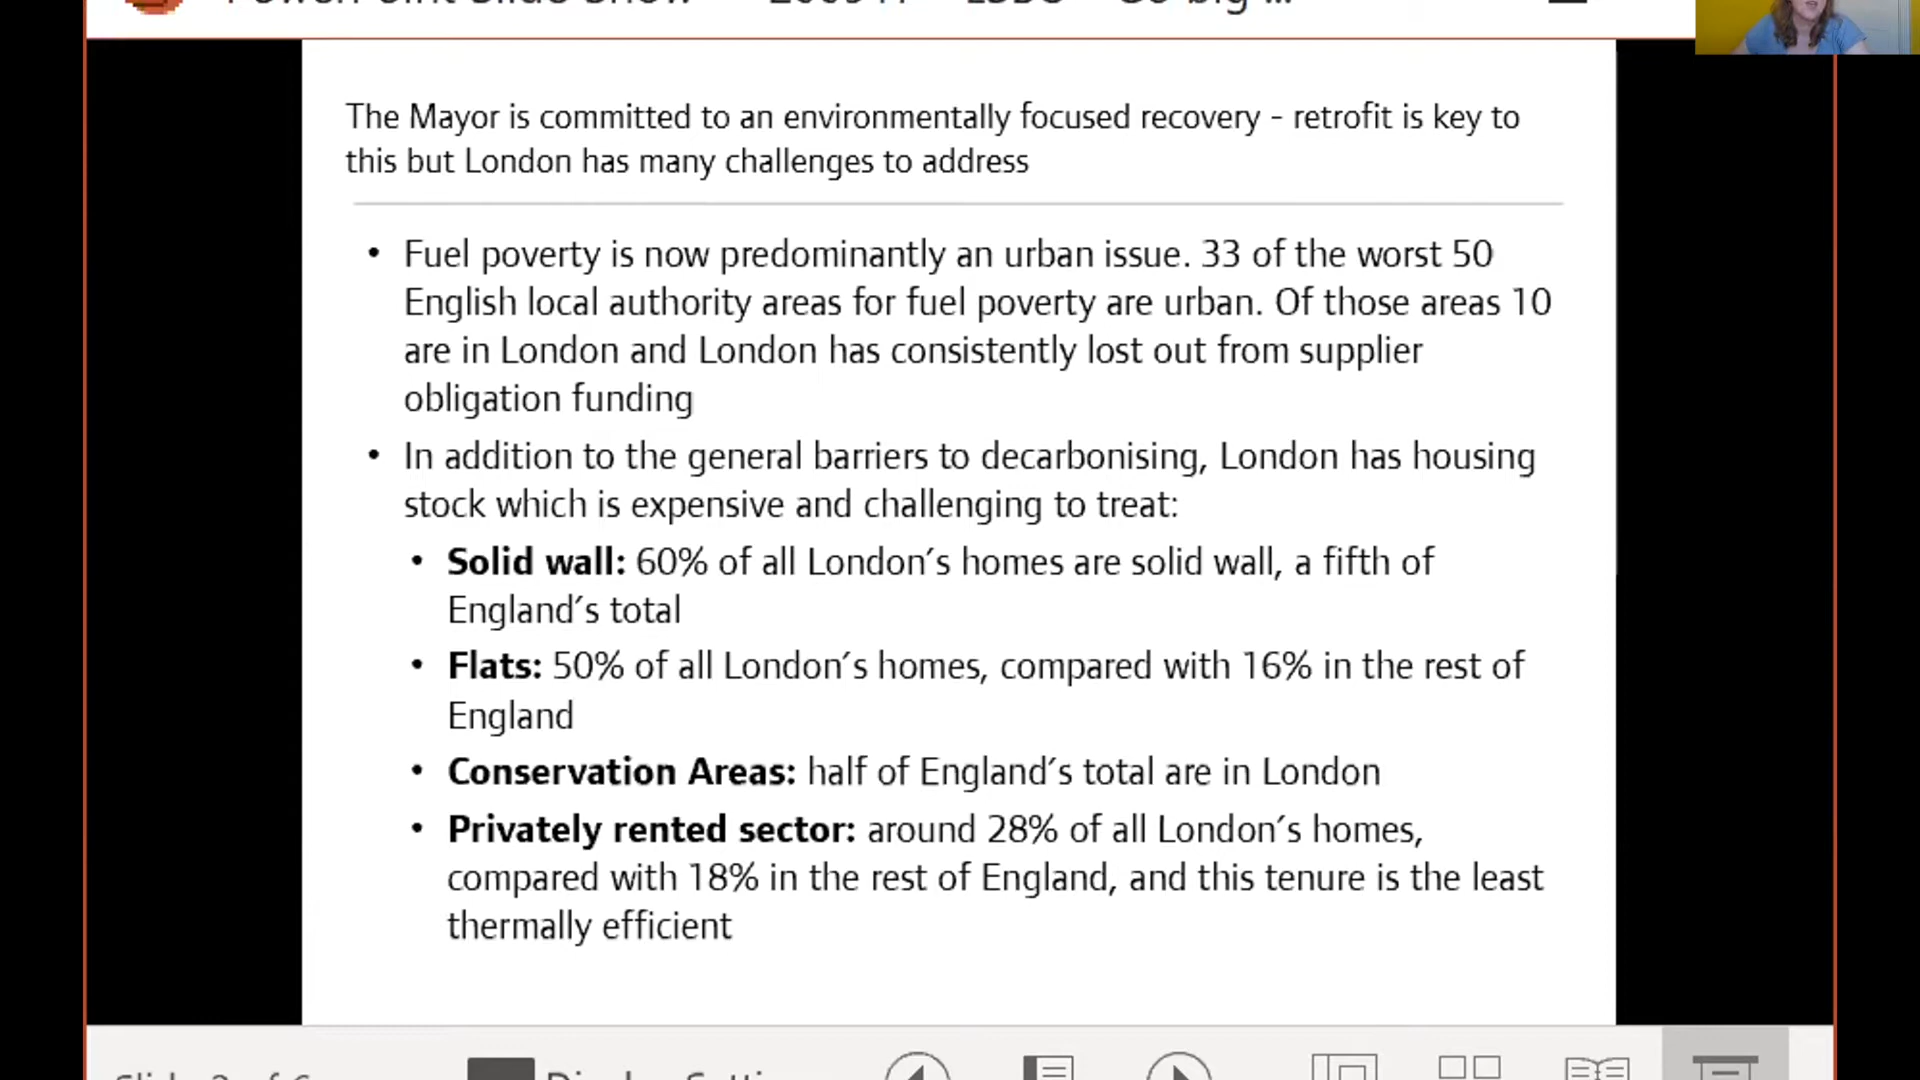 The Mayor is committed to an environmentally focused recovery - retrofit is key to
this but London has many challenges to address
• Fuel poverty is now predominantly an urban issue. 33 of the worst 50
English local authority areas for fuel poverty are urban. Of those areas 10
are in London and London has consistently lost out from supplier
obligation funding
• In addition to the general barriers to decarbonising, London has housing
stock which is expensive and challenging to treat:
• Solid wall: 60% of all London´s homes are solid wall, a fifth of
England´s total
• Flats: 50% of all London´s homes, compared with 16% in the rest of
England
• Conservation Areas: half of England´s total are in London
• Privately rented sector: around 28% of all London´s homes,
compared with 18% in the rest of England, and this tenure is the least
thermally efficient